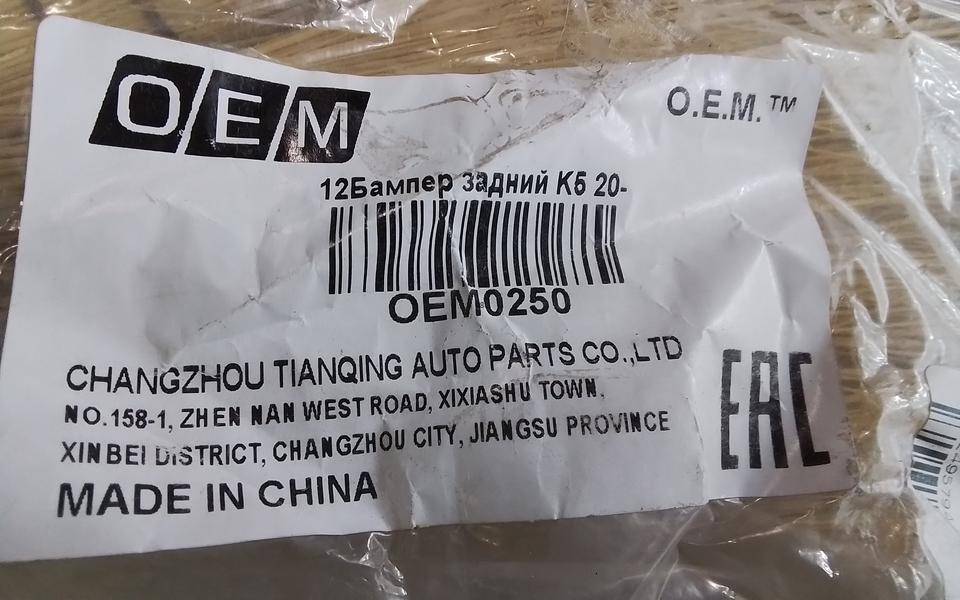 OEM
O.E.M. ™
12Бампер задний K5 20-
OEM0250
CHANGZHOU TIANQING AUTO PARTS CO.,LTD
NO.158-1, ZHEN NAN WEST ROAD, XIXIASHU TOWN,
XINBEI DISTRICT, CHANGZHOU CITY, JIANGSU PROVINCE
MADE IN CHINA
EAC